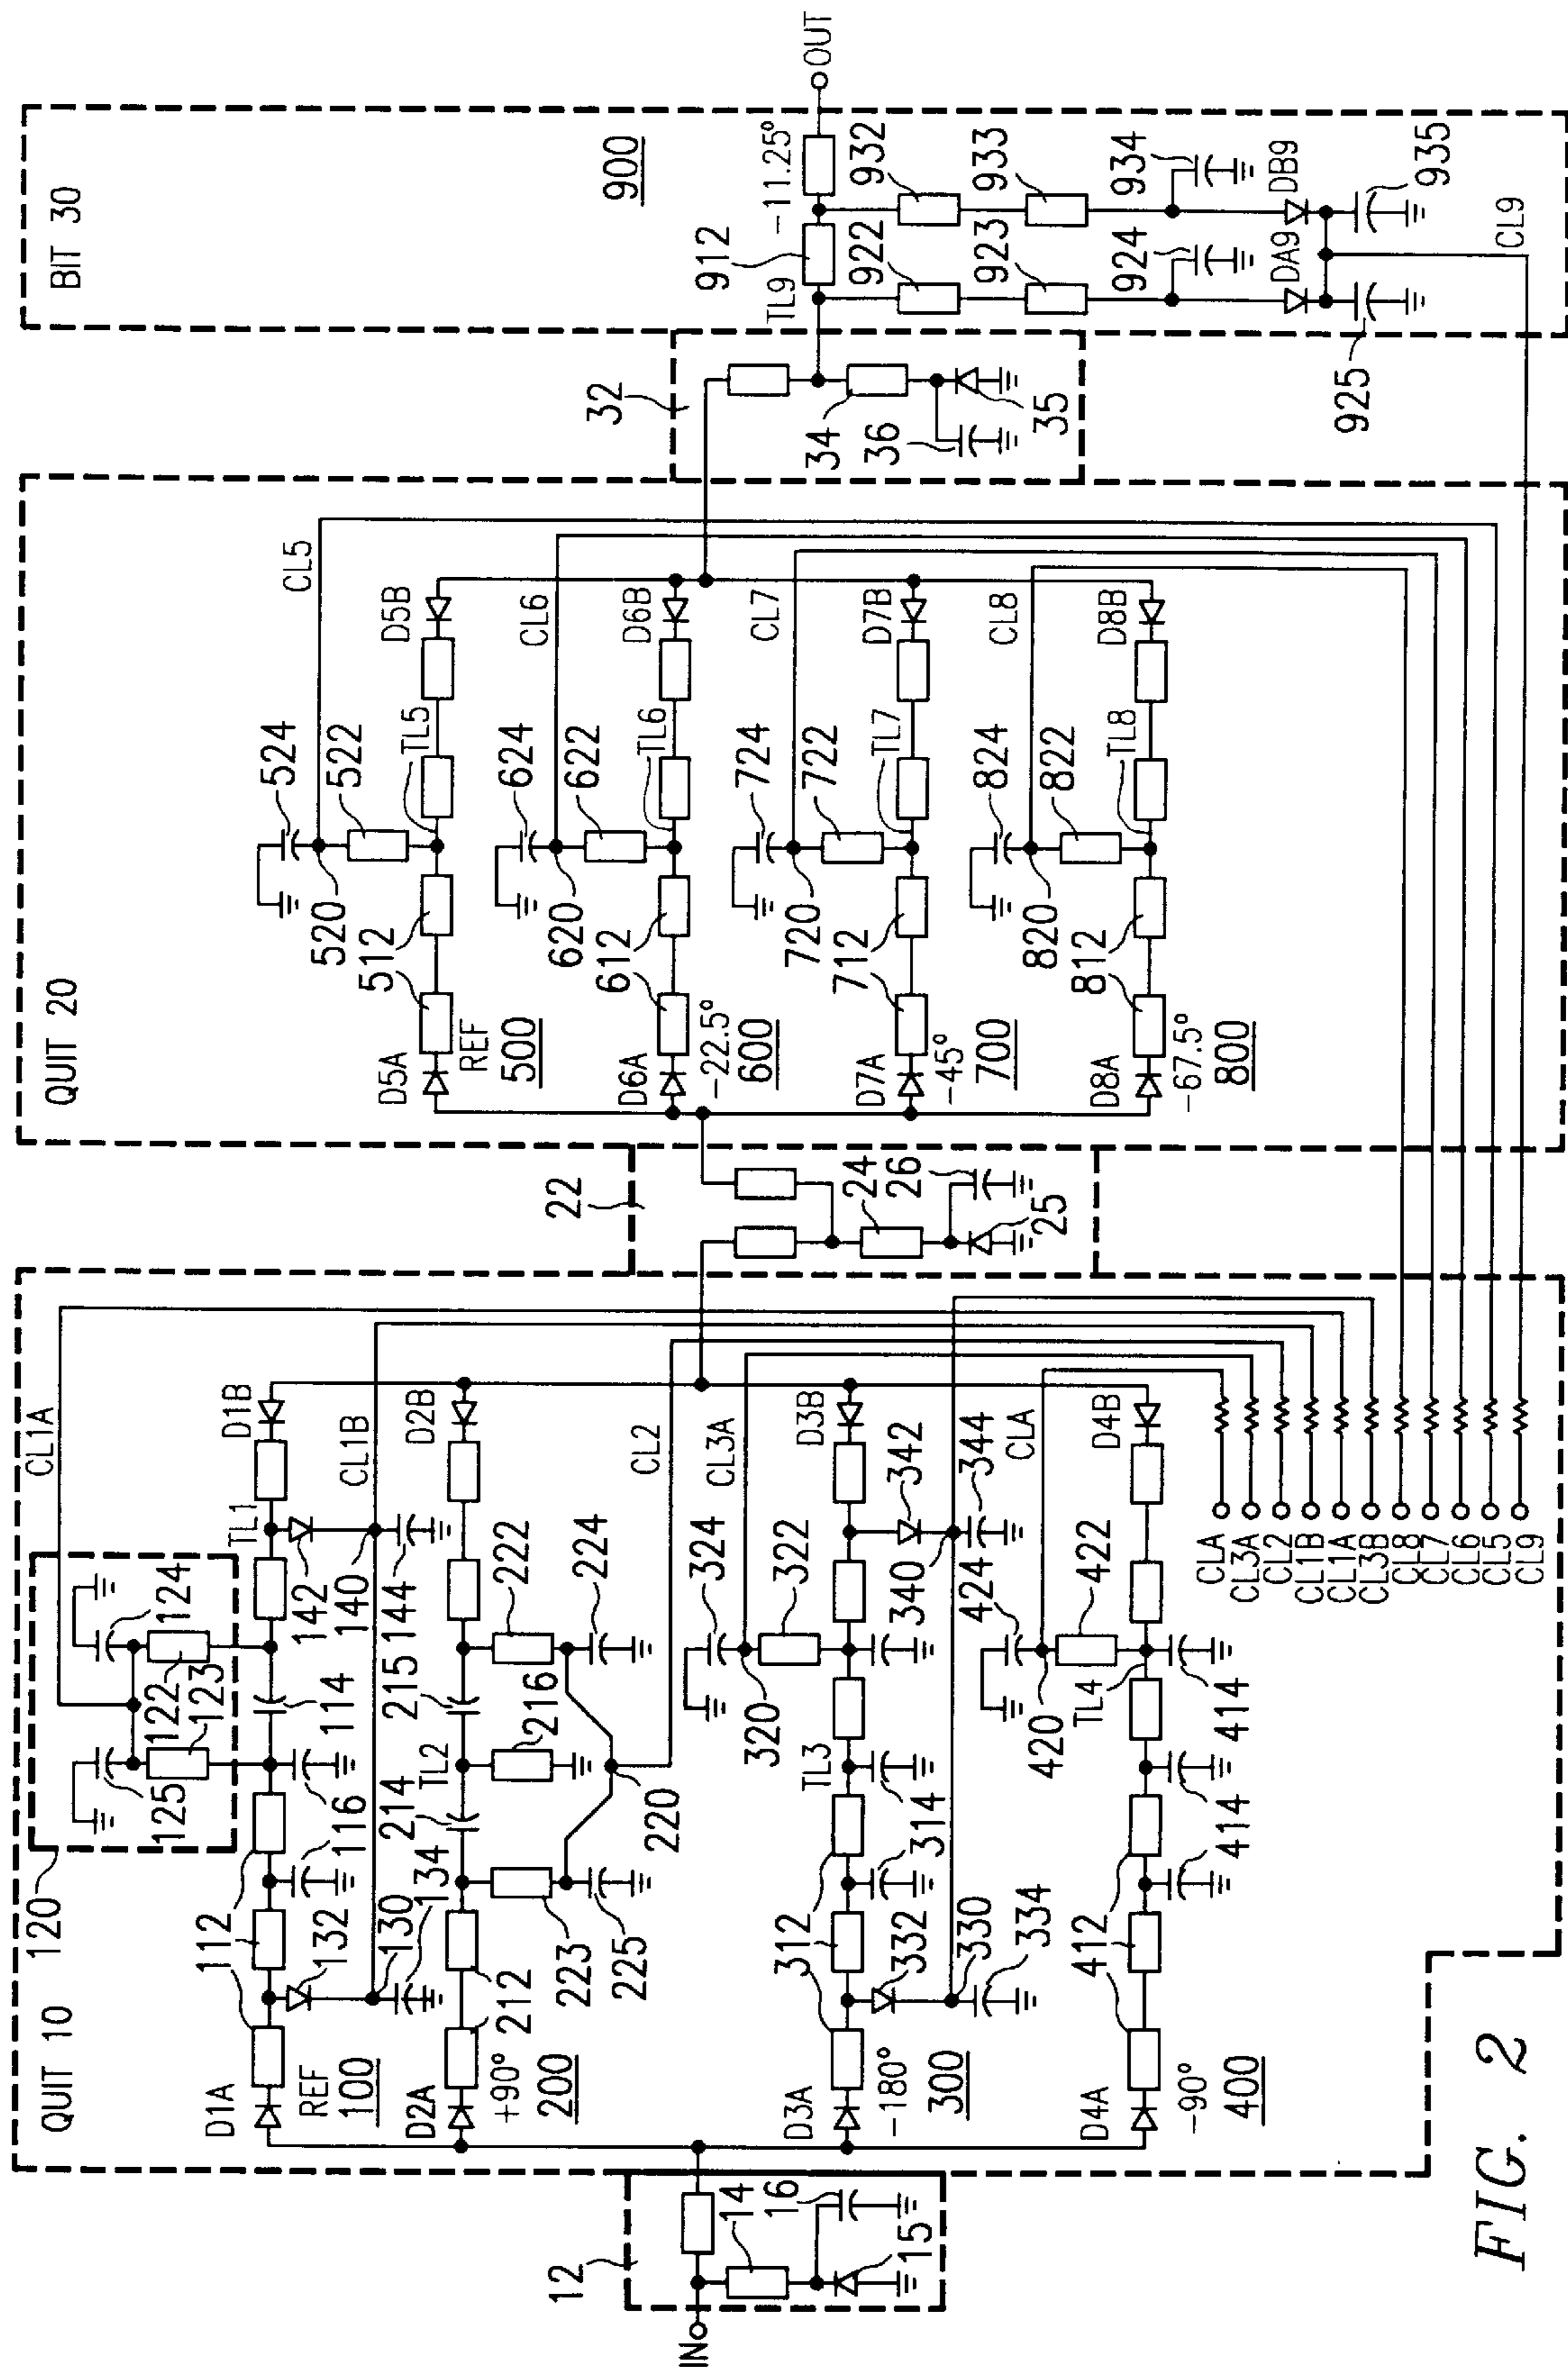 QUIT 10
QUIT 20
BIT 30
120
125
124
122
123
CL1A
D1A
REF
100
112
132
130
134
116
114
TL1
142
140
144
D1B
CL1B
D2A
+90°
200
212
223
225
214
TL2
215
216
220
222
224
D2B
CL2
D3A
-180°
300
312
332
330
334
314
TL3
320
324
322
340
342
344
D3B
CL3A
D4A
-90°
400
412
414
414
TL4
420
424
422
CLA
D4B
CLA
CL3A
CL2
CL1B
CL1A
CL3B
CL8
CL7
CL6
CL5
CL9
12
14
16
15
IN
22
24
26
25
D5A
REF
500
512
520
524
522
TL5
D5B
CL5
D6A
-22.5°
600
612
620
624
622
TL6
D6B
CL6
D7A
-45°
700
712
720
724
722
TL7
D7B
CL7
D8A
-67.5°
800
812
820
824
822
TL8
D8B
CL8
32
34
36
35
900
TL9
912
-11.25°
OUT
922
923
924
932
933
934
DA9
DB9
925
935
CL9
FIG. 2